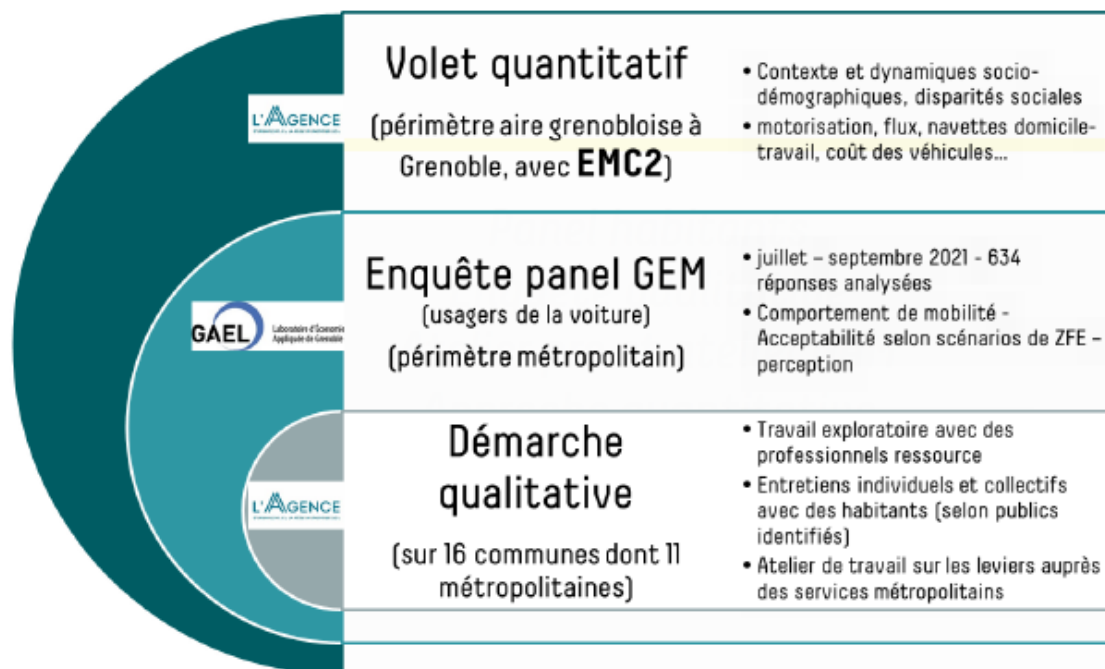 Volet quantitatif
(périmètre aire grenobloise à
Grenoble, avec EMC2)
• Contexte et dynamiques socio-
démographiques, disparités sociales
• motorisation, flux, navettes domicile-
travail, coût des véhicules...
L'AGENCE
Enquête panel GEM
(usagers de la voiture)
(périmètre métropolitain)
• juillet – septembre 2021 - 634
réponses analysées
• Comportement de mobilité -
Acceptabilité selon scénarios de ZFE –
perception
GAEL
Laboratoire d'Économie
Appliquée de Grenoble
Démarche
qualitative
(sur 16 communes dont 11
métropolitaines)
• Travail exploratoire avec des
professionnels ressource
• Entretiens individuels et collectifs
avec des habitants (selon publics
identifiés)
• Atelier de travail sur les leviers auprès
des services métropolitains
L'AGENCE